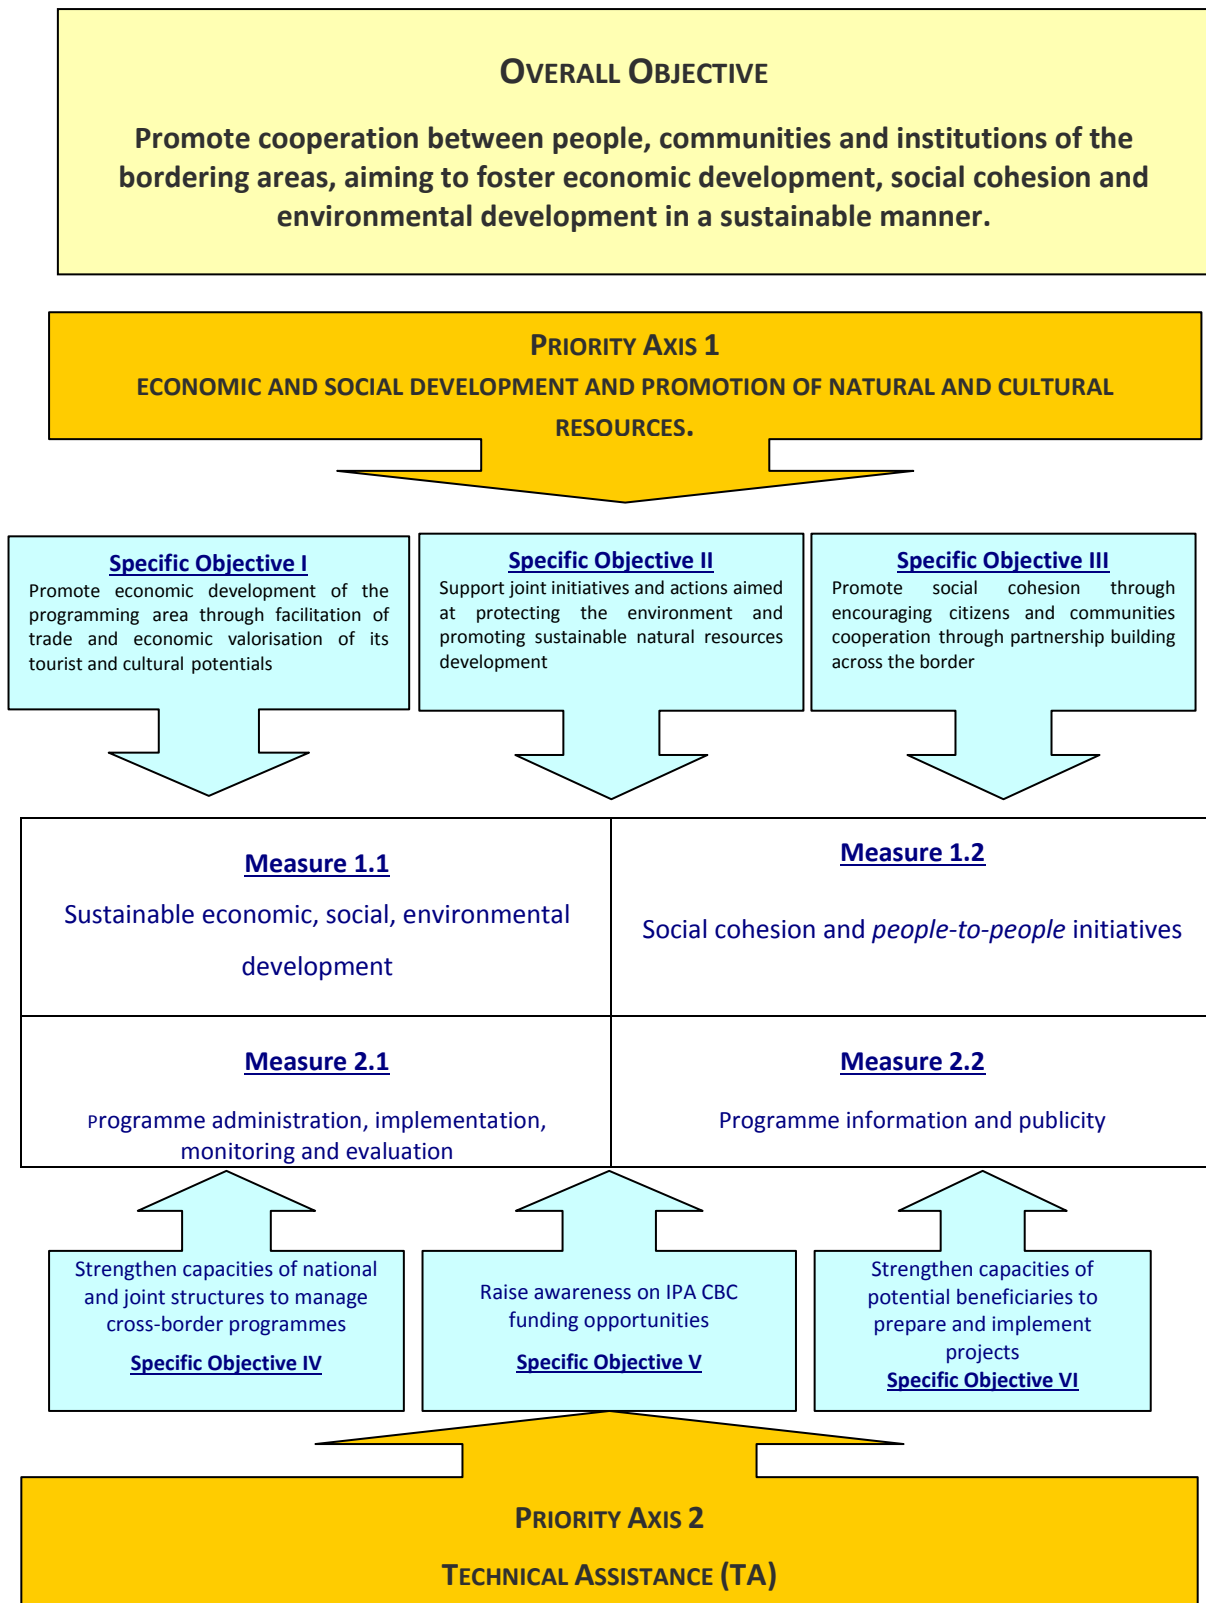 OVERALL OBJECTIVE
Promote cooperation between people, communities and institutions of the
bordering areas, aiming to foster economic development, social cohesion and
environmental development in a sustainable manner.
PRIORITY AXIS 1
ECONOMIC AND SOCIAL DEVELOPMENT AND PROMOTION OF NATURAL AND CULTURAL
RESOURCES.
Specific Objective I
Promote economic development of the
programming area through facilitation of
trade and economic valorisation of its
tourist and cultural potentials
Specific Objective II
Support joint initiatives and actions aimed
at protecting the environment and
promoting sustainable natural resources
development
Specific Objective III
Promote social cohesion through
encouraging citizens and communities
cooperation through partnership building
across the border
Measure 1.1
Sustainable economic, social, environmental
development
Measure 1.2
Social cohesion and people-to-people initiatives
Measure 2.1
Programme administration, implementation,
monitoring and evaluation
Measure 2.2
Programme information and publicity
Strengthen capacities of national
and joint structures to manage
cross-border programmes
Specific Objective IV
Raise awareness on IPA CBC
funding opportunities
Specific Objective V
Strengthen capacities of
potential beneficiaries to
prepare and implement
projects
Specific Objective VI
PRIORITY AXIS 2
TECHNICAL ASSISTANCE (TA)